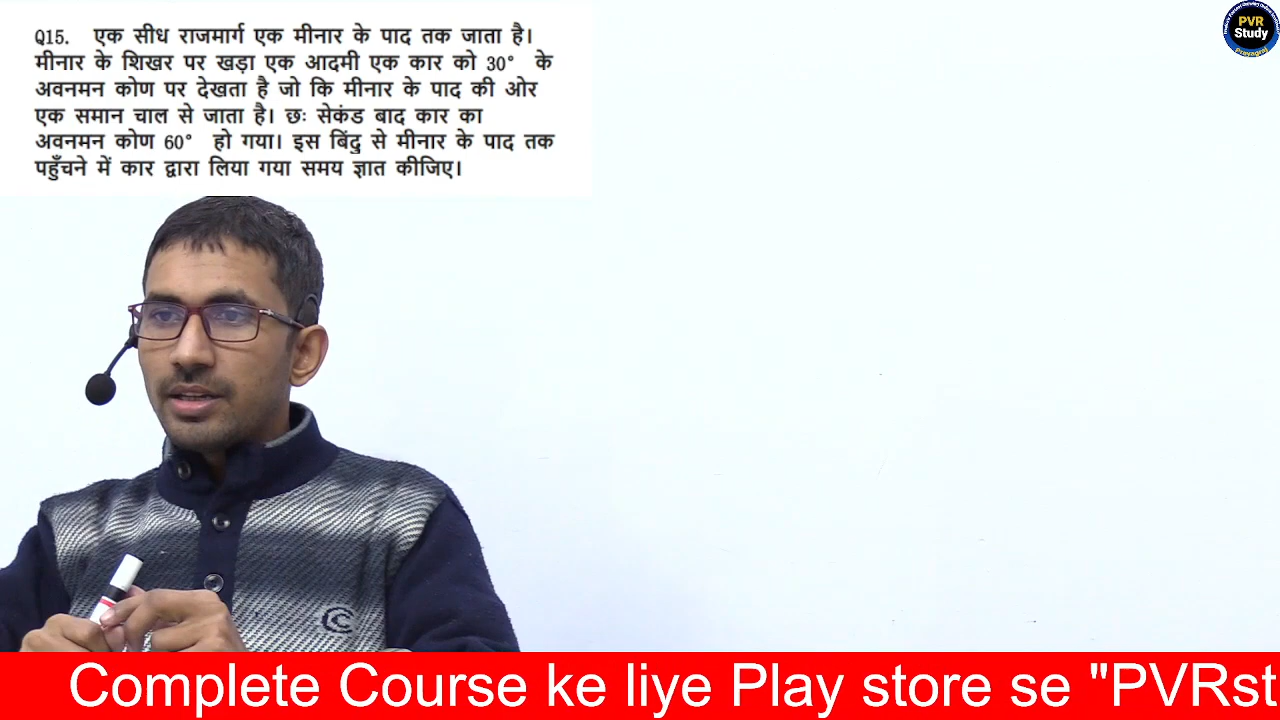 Q15. एक सीध राजमार्ग एक मीनार के पाद तक जाता है।
मीनार के शिखर पर खड़ा एक आदमी एक कार को 30° के
अवनमन कोण पर देखता है जो कि मीनार के पाद की ओर
एक समान चाल से जाता है। छः सेकंड बाद कार का
अवनमन कोण 60° हो गया। इस बिंदु से मीनार के पाद तक
पहुँचने में कार द्वारा लिया गया समय ज्ञात कीजिए।
PVR
Study
Prayagraj
Complete Course ke liye Play store se "PVRst